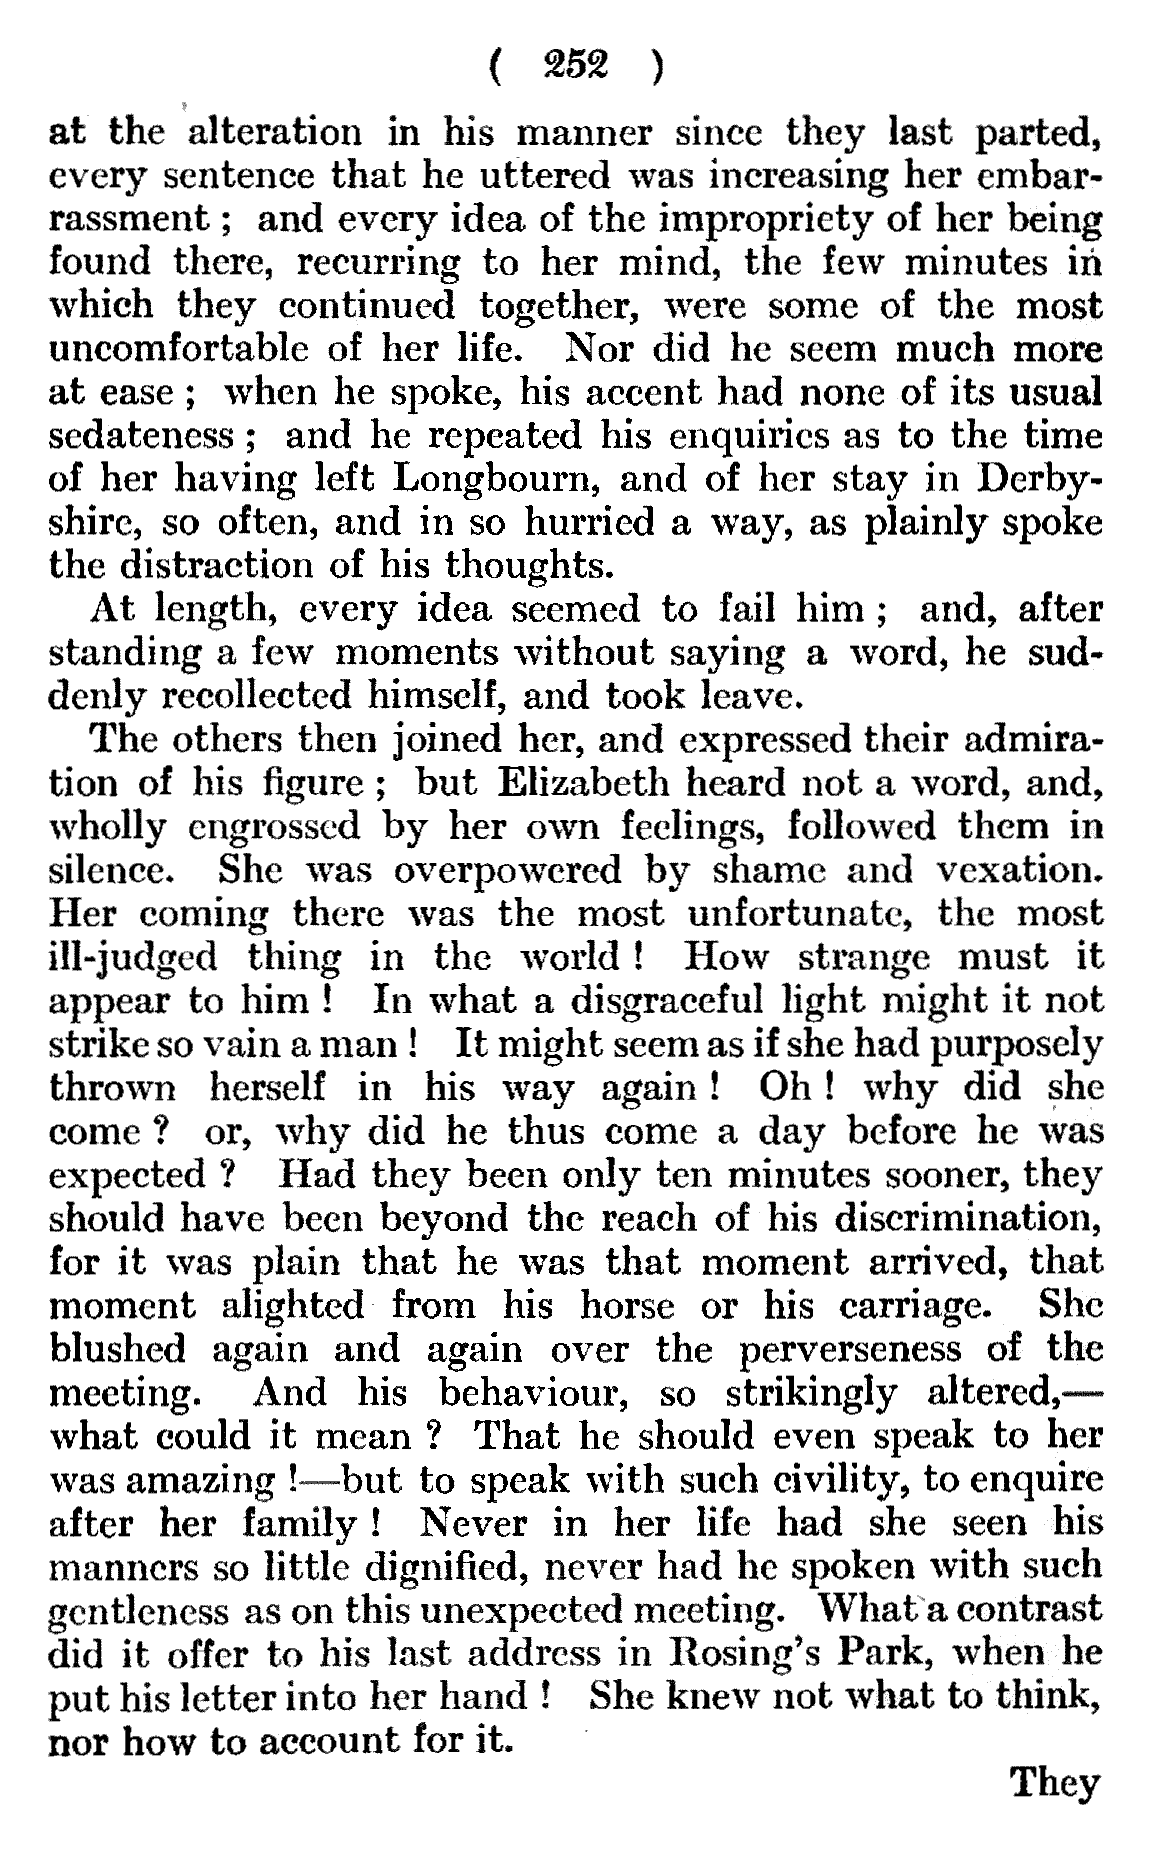 ( 252 )
at the alteration in his manner since they last parted,
every sentence that he uttered was increasing her embar-
rassment ; and every idea of the impropriety of her being
found there, recurring to her mind, the few minutes in
which they continued together, were some of the most
uncomfortable of her life. Nor did he seem much more
at ease ; when he spoke, his accent had none of its usual
sedateness ; and he repeated his enquiries as to the time
of her having left Longbourn, and of her stay in Derby-
shire, so often, and in so hurried a way, as plainly spoke
the distraction of his thoughts.
At length, every idea seemed to fail him ; and, after
standing a few moments without saying a word, he sud-
denly recollected himself, and took leave.
The others then joined her, and expressed their admira-
tion of his figure ; but Elizabeth heard not a word, and,
wholly engrossed by her own feelings, followed them in
silence. She was overpowered by shame and vexation.
Her coming there was the most unfortunate, the most
ill-judged thing in the world ! How strange must it
appear to him ! In what a disgraceful light might it not
strike so vain a man ! It might seem as if she had purposely
thrown herself in his way again ! Oh ! why did she
come ? or, why did he thus come a day before he was
expected ? Had they been only ten minutes sooner, they
should have been beyond the reach of his discrimination,
for it was plain that he was that moment arrived, that
moment alighted from his horse or his carriage. She
blushed again and again over the perverseness of the
meeting. And his behaviour, so strikingly altered,—
what could it mean ? That he should even speak to her
was amazing !—but to speak with such civility, to enquire
after her family ! Never in her life had she seen his
manners so little dignified, never had he spoken with such
gentleness as on this unexpected meeting. What a contrast
did it offer to his last address in Rosing's Park, when he
put his letter into her hand ! She knew not what to think,
nor how to account for it.
They